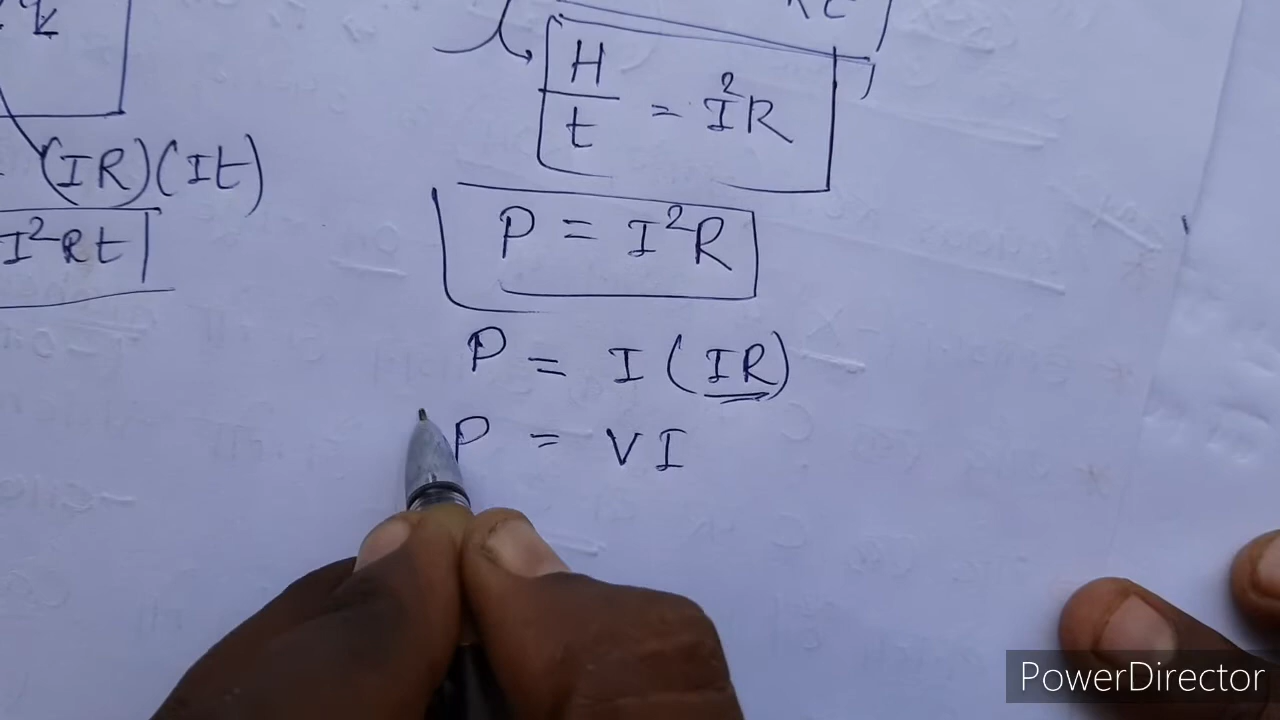 H/t = I²R
(IR)(It)
I²Rt
P = I²R
P = I(IR)
P = VI
PowerDirector